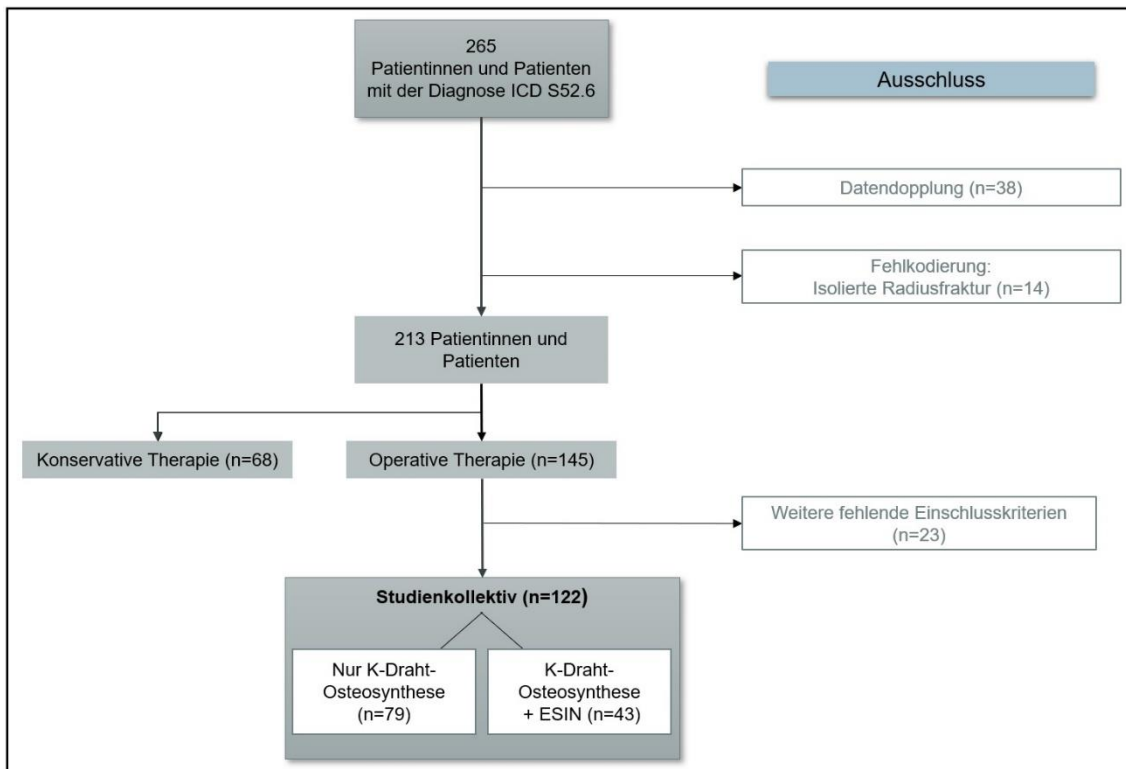 265
Patientinnen und Patienten
mit der Diagnose ICD S52.6
Ausschluss
Datendopplung (n=38)
Fehlkodierung:
Isolierte Radiusfraktur (n=14)
213 Patientinnen und
Patienten
Konservative Therapie (n=68)
Operative Therapie (n=145)
Weitere fehlende Einschlusskriterien
(n=23)
Studienkollektiv (n=122)
Nur K-Draht-
Osteosynthese
(n=79)
K-Draht-
Osteosynthese
+ ESIN (n=43)